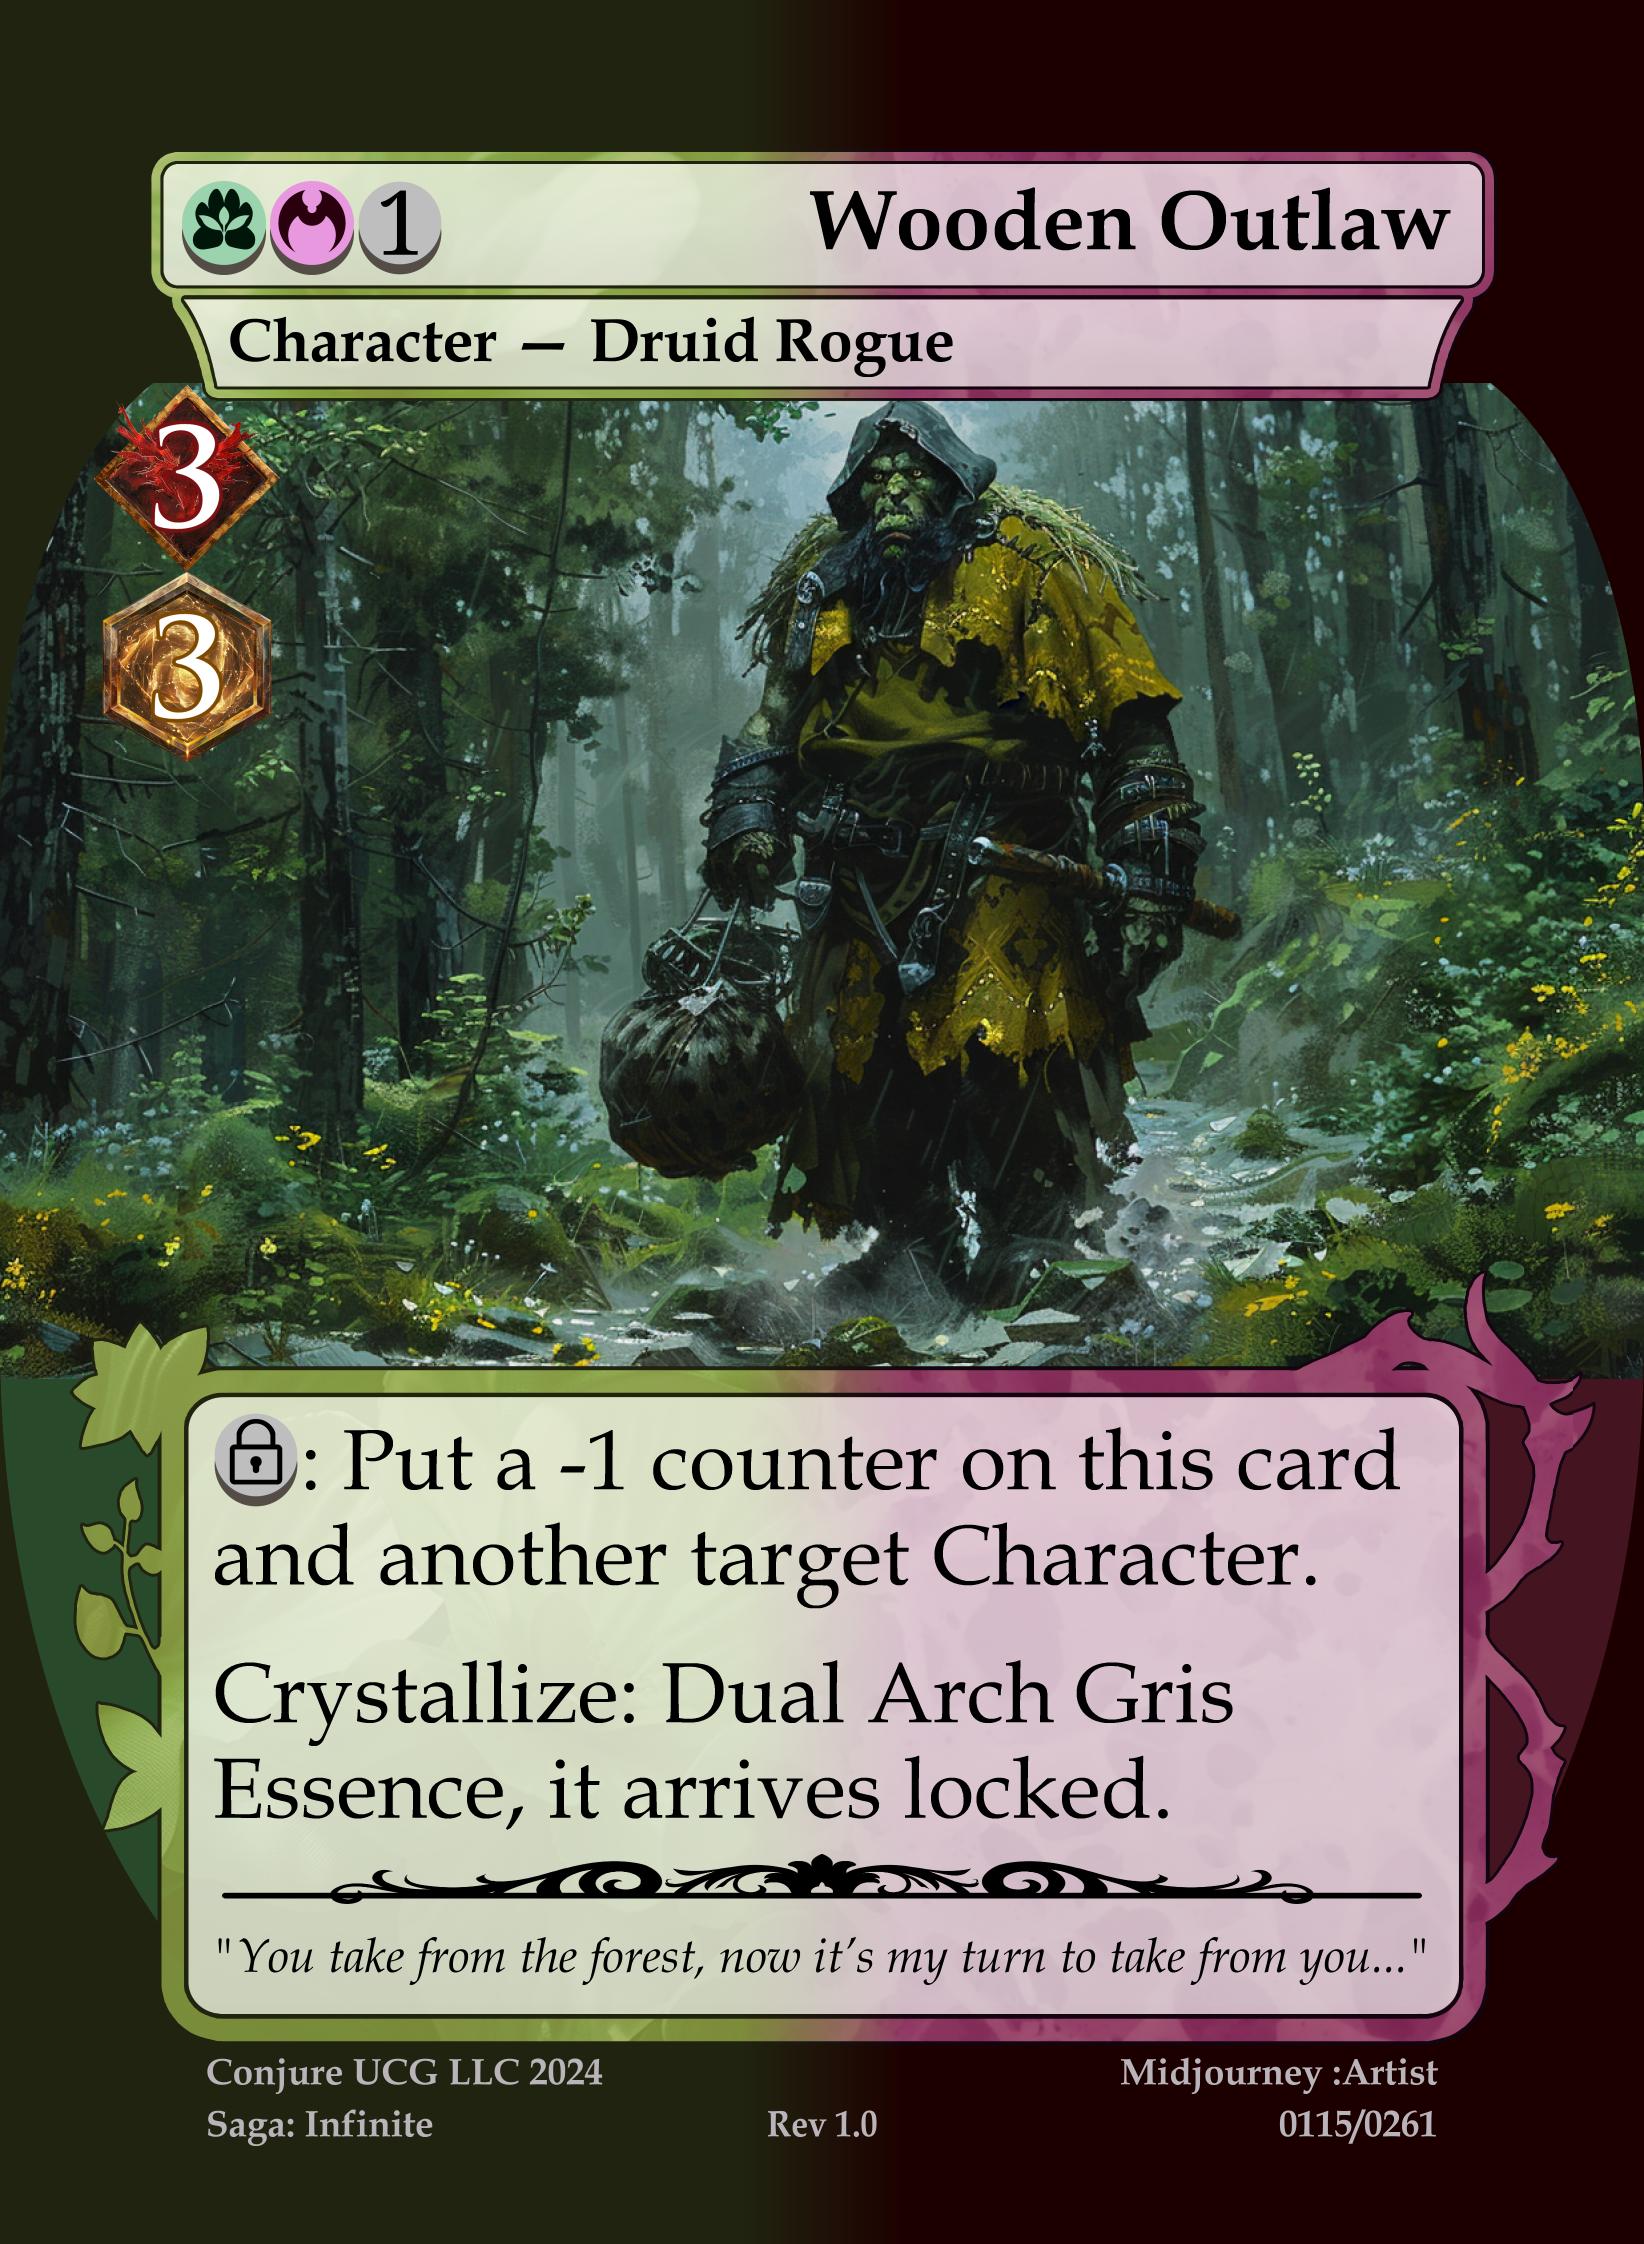 1 Wooden Outlaw
Character — Druid Rogue
3
3
: Put a -1 counter on this card
and another target Character.
Crystallize: Dual Arch Gris
Essence, it arrives locked.
"You take from the forest, now it's my turn to take from you..."
Conjure UCG LLC 2024 Midjourney :Artist
Saga: Infinite Rev 1.0 0115/0261